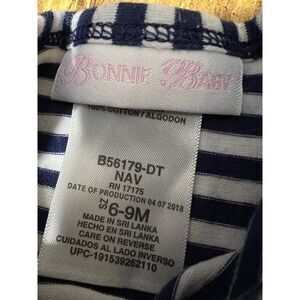 BONNIE BABY
100% COTTON / ALGODON
B56179-DT
NAV
RN 17175
DATE OF PRODUCTION 04 07 2018
SZ 6-9M
MADE IN SRI LANKA
HECHO EN SRI LANKA
CARE ON REVERSE
CUIDADOS AL LADO INVERSO
UPC-191539262110